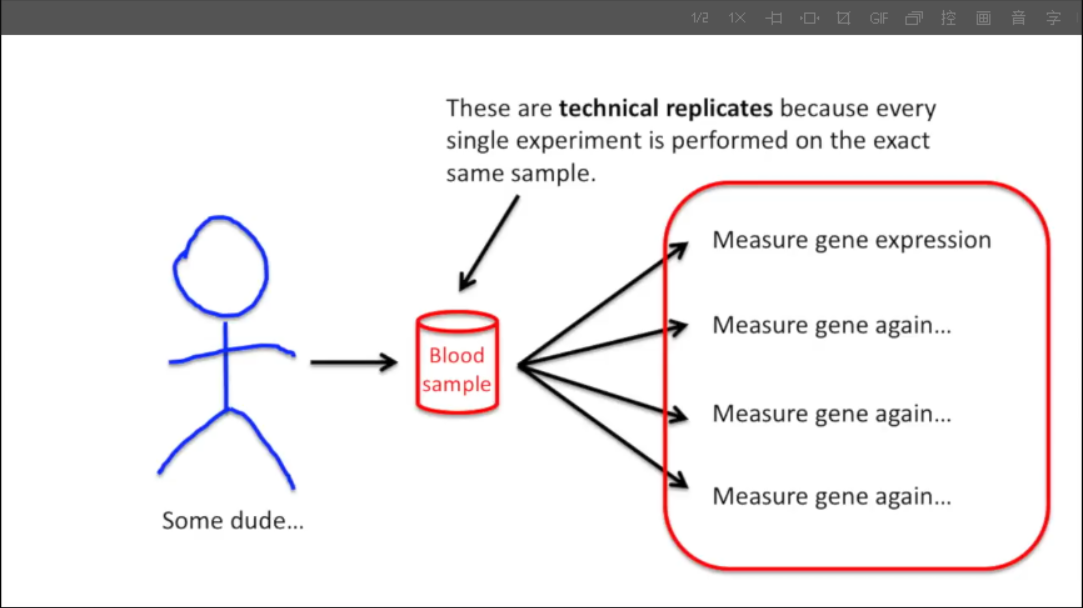 1/2 1× GIF 控 画 音 字
These are technical replicates because every
single experiment is performed on the exact
same sample.
Measure gene expression
Measure gene again...
Blood
sample
Measure gene again...
Measure gene again...
Some dude...